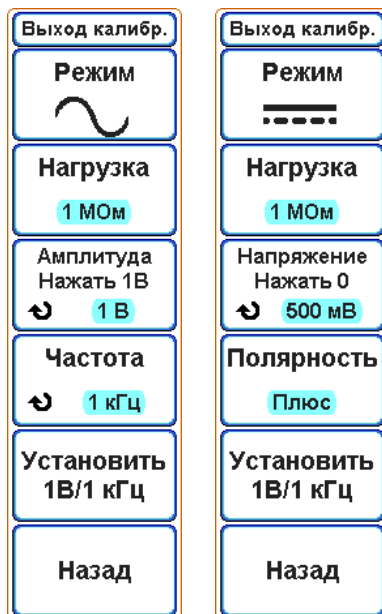 Выход калибр.
Режим
Нагрузка
1 МОм
Амплитуда
Нажать 1В
1 В
Частота
1 кГц
Установить
1В/1 кГц
Назад
Выход калибр.
Режим
Нагрузка
1 МОм
Напряжение
Нажать 0
500 мВ
Полярность
Плюс
Установить
1В/1 кГц
Назад